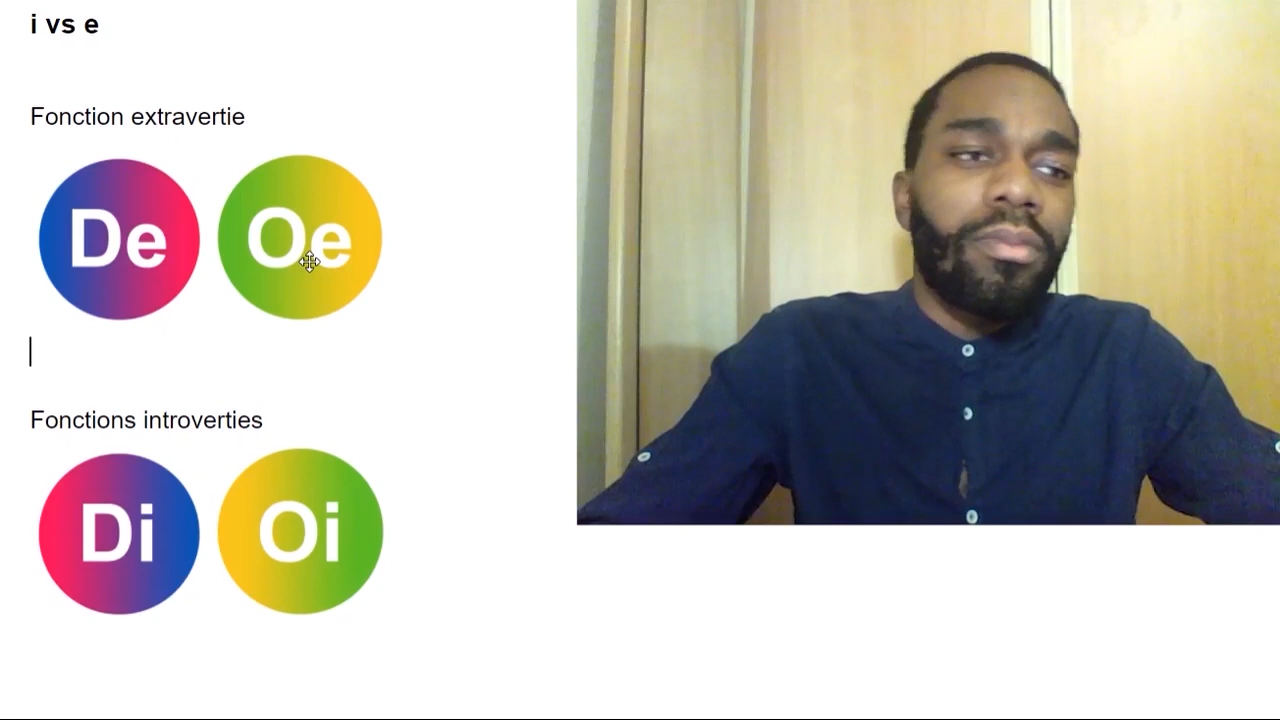 i vs e
Fonction extravertie
De Oe
Fonctions introverties
Di Oi